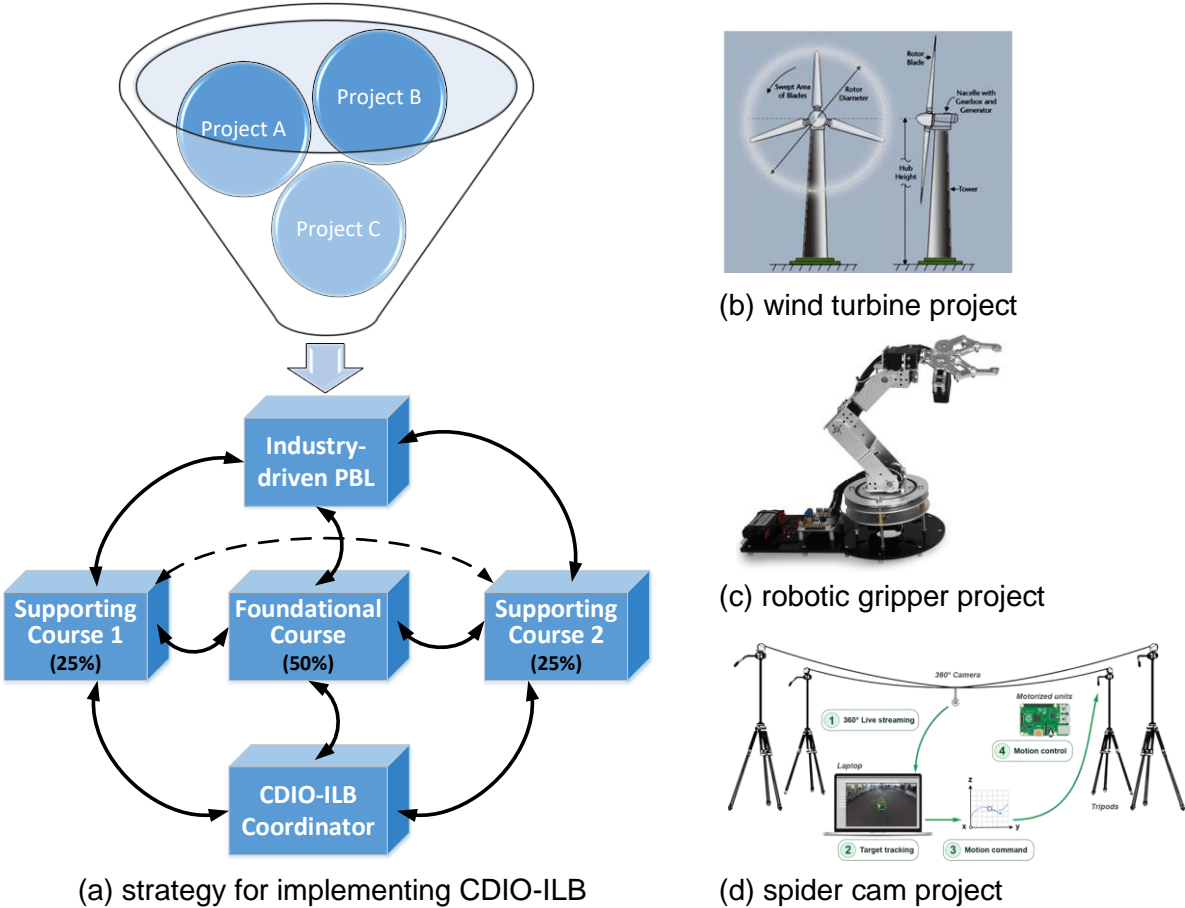 Project B
Project A
Project C
Industry-
driven PBL
Supporting
Course 1
(25%)
Foundational
Course
(50%)
Supporting
Course 2
(25%)
CDIO-ILB
Coordinator
(a) strategy for implementing CDIO-ILB
Swept Area
of Blades
Rotor
Diameter
Rotor
Blade
Nacelle with
Gearbox and
Generator
Hub
Height
Tower
(b) wind turbine project
(c) robotic gripper project
360° Camera
Motorized units
1 360° Live streaming
4 Motion control
Laptop
z
x
y
Tripods
2 Target tracking
3 Motion command
(d) spider cam project